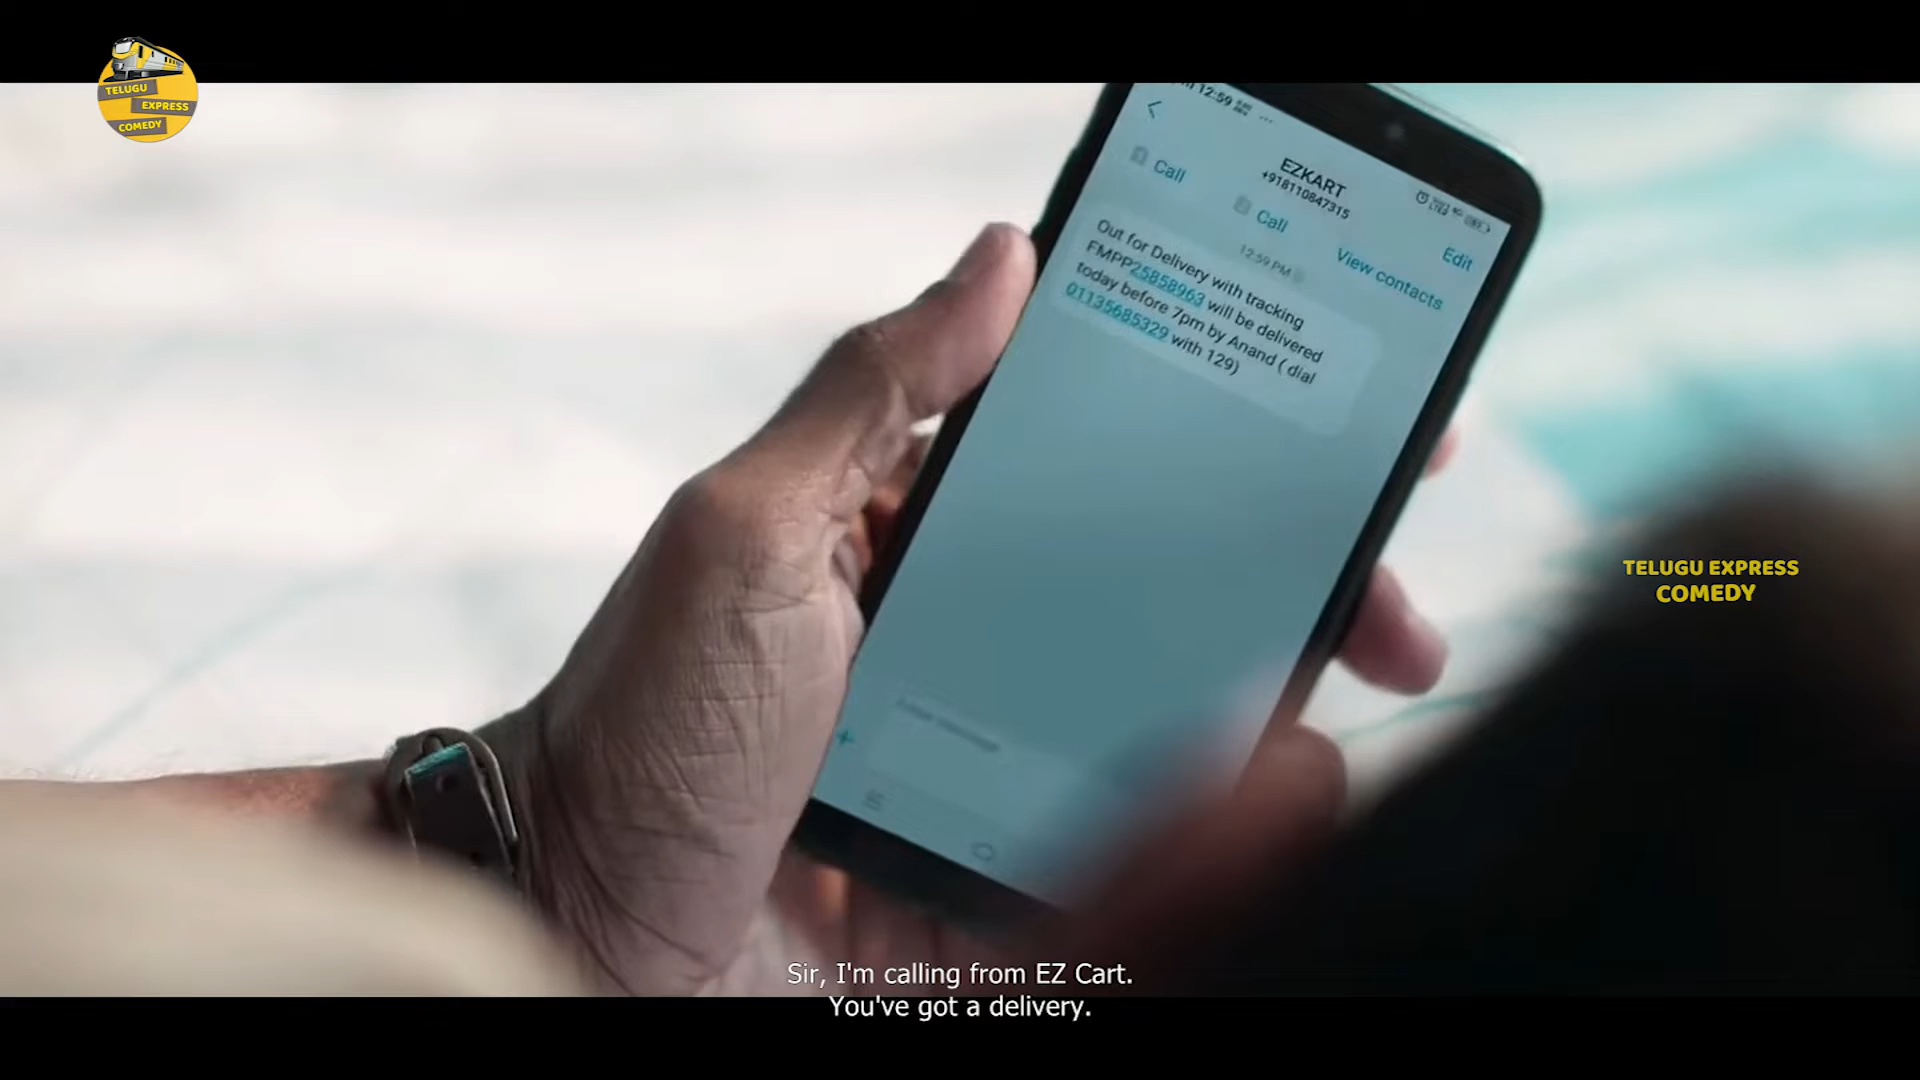 TELUGU
EXPRESS
COMEDY
12:59
EZKART
+918110847315
Call
Call
View contacts
Edit
12:59 PM
Out for Delivery with tracking
FMPP25858963 will be delivered
today before 7pm by Anand ( dial
01135685329 with 129)
TELUGU EXPRESS
COMEDY
Sir, I'm calling from EZ Cart.
You've got a delivery.